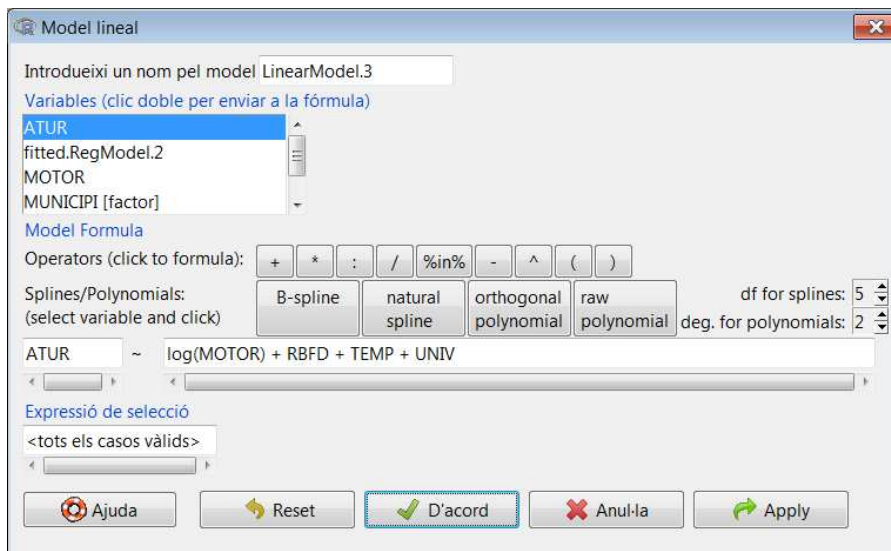 Model lineal
Introdueixi un nom pel model LinearModel.3
Variables (clic doble per enviar a la fórmula)
ATUR
fitted.RegModel.2
MOTOR
MUNICIPI [factor]
Model Formula
Operators (click to formula): + * : / %in% - ^ ( )
Splines/Polynomials:
(select variable and click)
B-spline
natural
spline
orthogonal
polynomial
raw
polynomial
df for splines: 5
deg. for polynomials: 2
ATUR ~ log(MOTOR) + RBFD + TEMP + UNIV
Expressió de selecció
<tots els casos vàlids>
Ajuda Reset D'acord Anul·la Apply